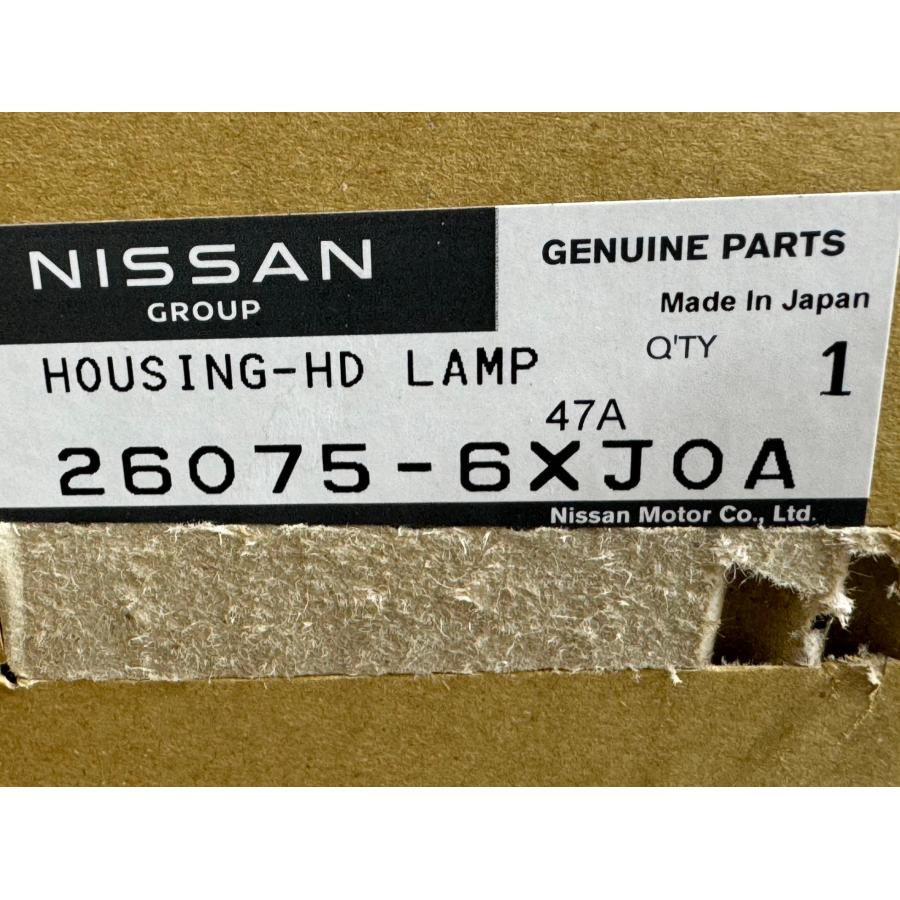 NISSAN
GROUP
GENUINE PARTS
Made In Japan
HOUSING-HD LAMP
Q'TY 1
47A
26075-6XJ0A
Nissan Motor Co., Ltd.